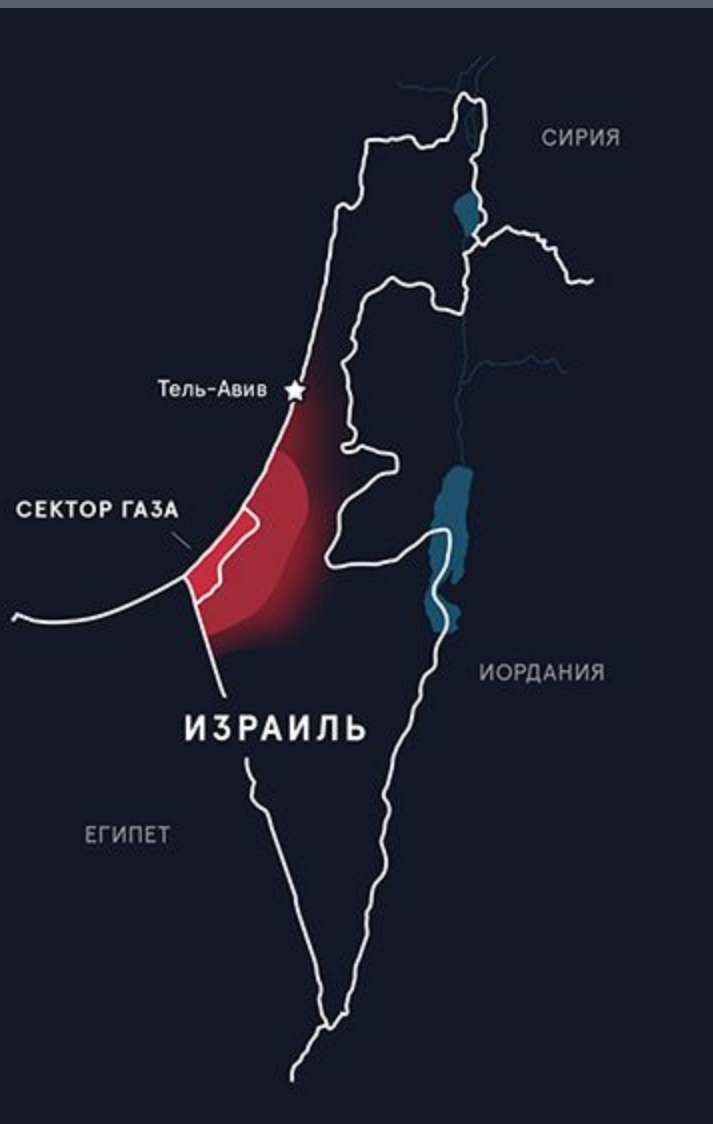 СИРИЯ
Тель-Авив
СЕКТОР ГАЗА
ИОРДАНИЯ
ИЗРАИЛЬ
ЕГИПЕТ